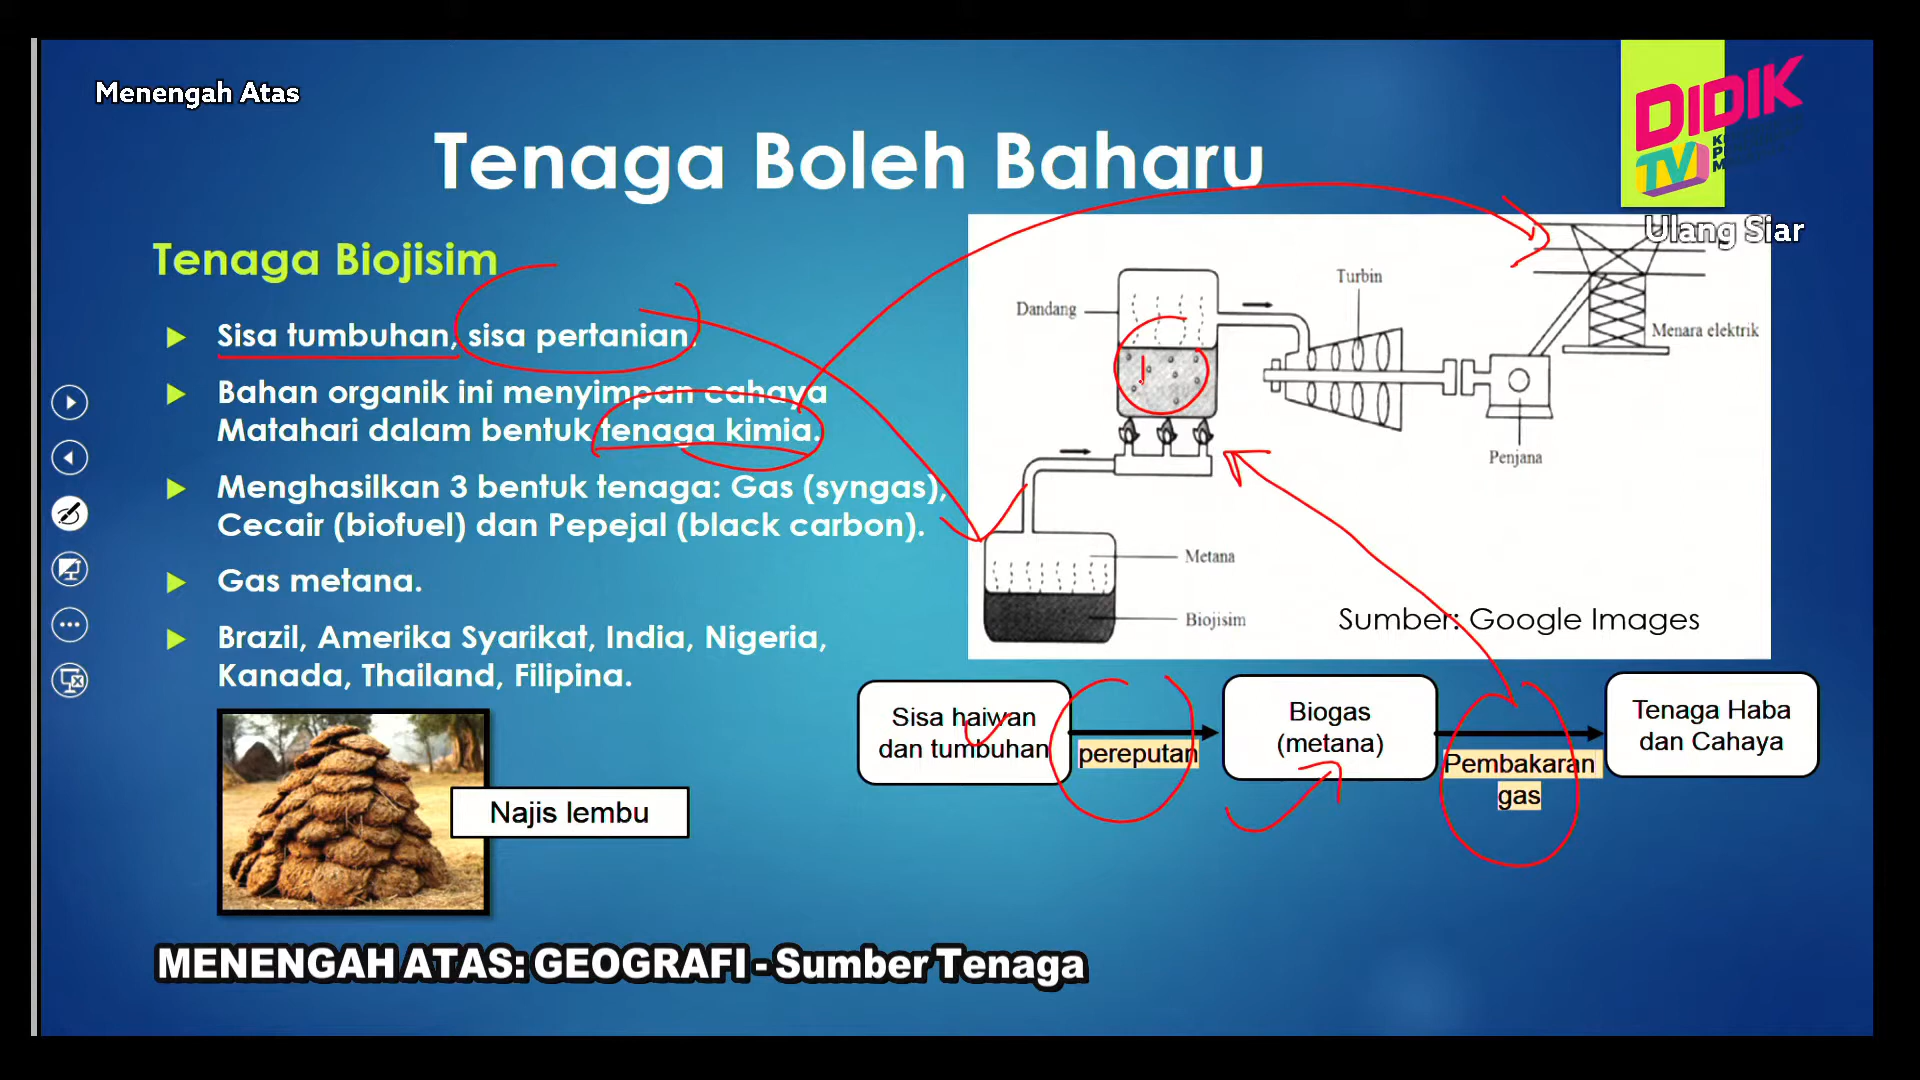 Menengah Atas
DIDIK
TV
Ulang Siar
Tenaga Boleh Baharu
Tenaga Biojisim
Sisa tumbuhan, sisa pertanian.
Bahan organik ini menyimpan cahaya
Matahari dalam bentuk tenaga kimia.
Menghasilkan 3 bentuk tenaga: Gas (syngas),
Cecair (biofuel) dan Pepejal (black carbon).
Gas metana.
Brazil, Amerika Syarikat, India, Nigeria,
Kanada, Thailand, Filipina.
Najis lembu
Dandang
Turbin
Menara elektrik
Penjana
Metana
Biojisim
Sumber: Google Images
Sisa haiwan
dan tumbuhan
pereputan
Biogas
(metana)
Pembakaran
gas
Tenaga Haba
dan Cahaya
MENENGAH ATAS: GEOGRAFI - Sumber Tenaga